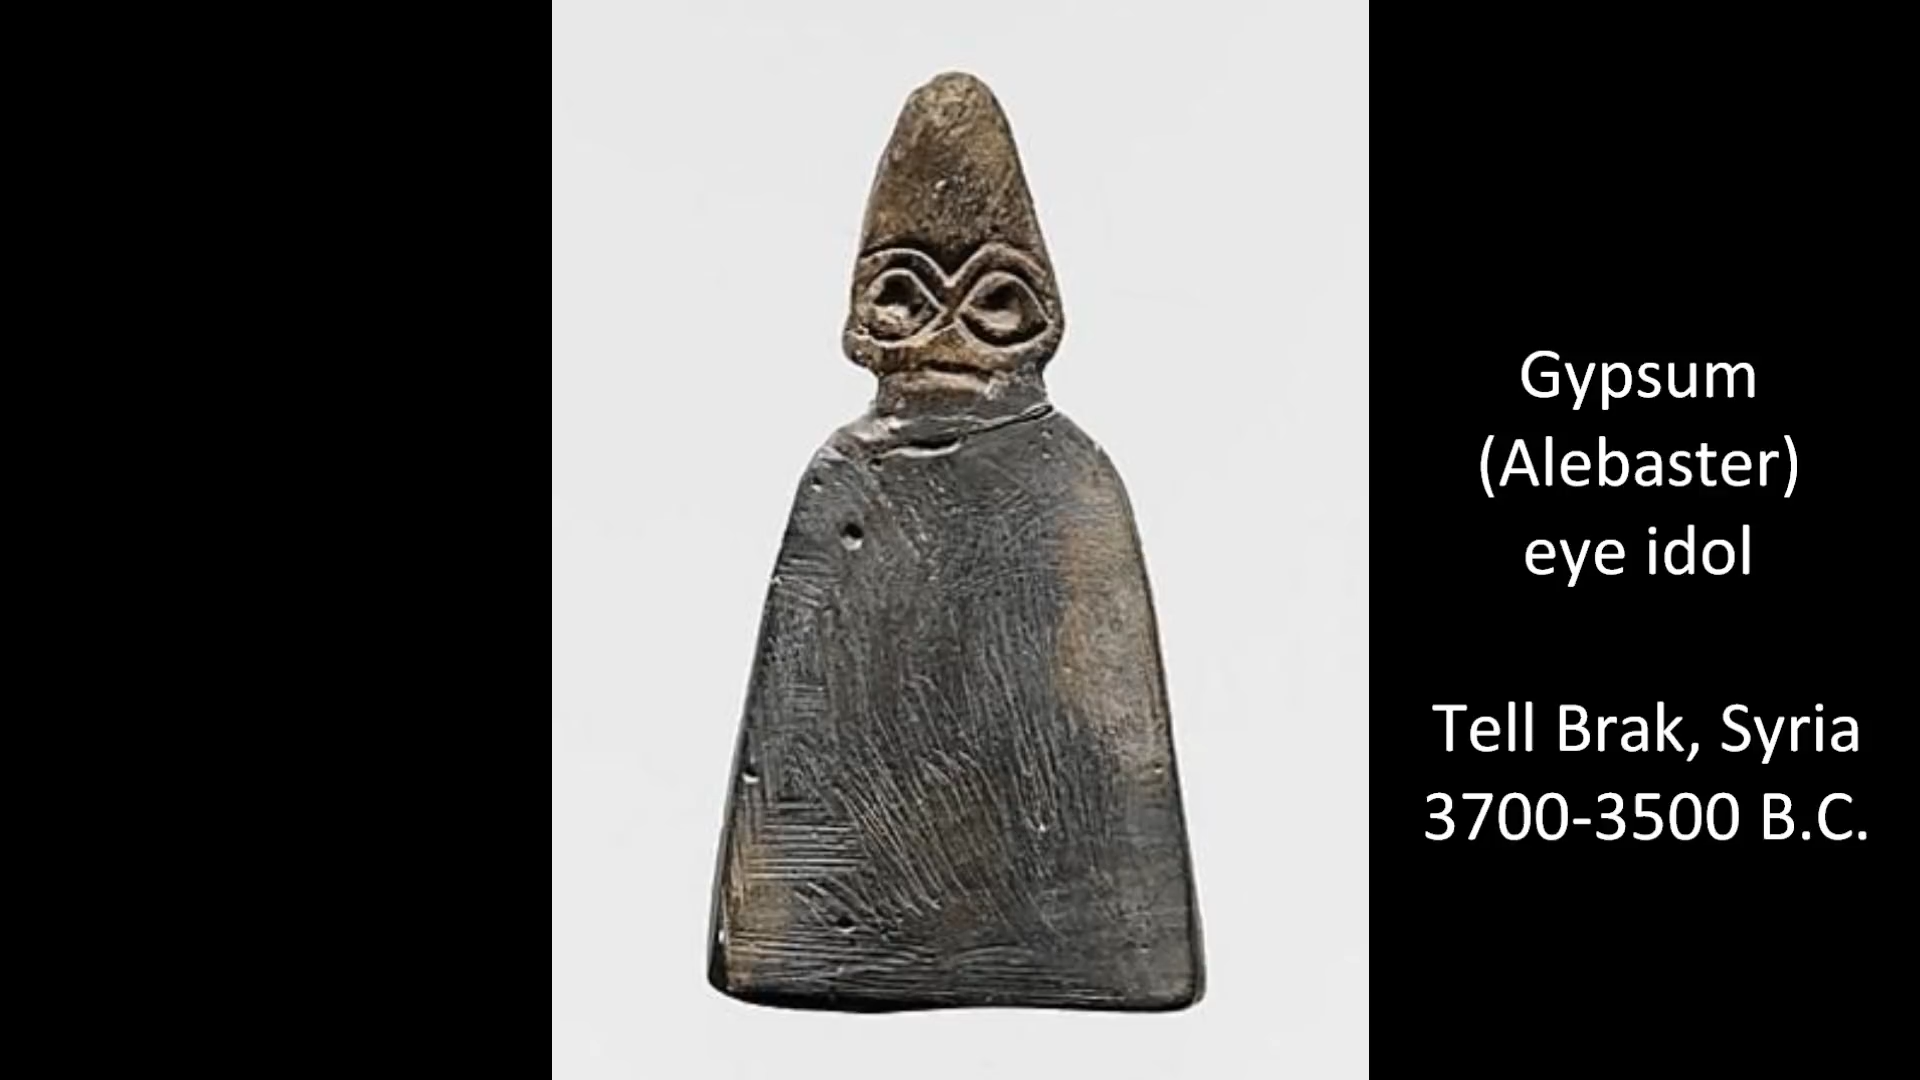 Gypsum
(Alebaster)
eye idol
Tell Brak, Syria
3700-3500 B.C.